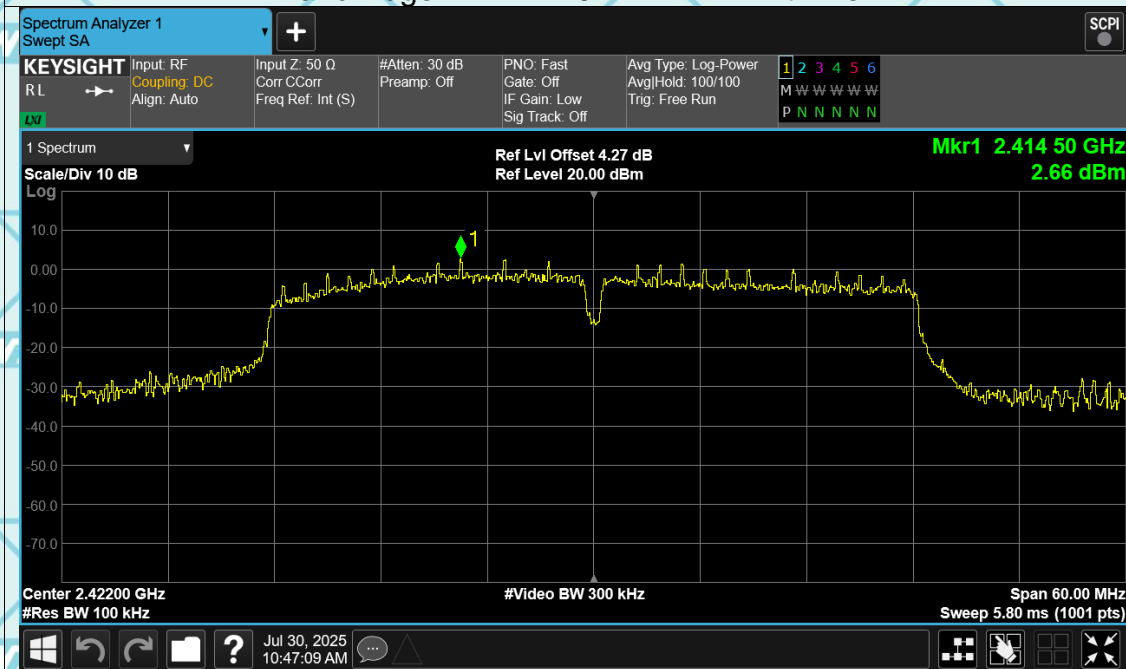 Spectrum Analyzer 1
Swept SA
+
SCPI
KEYSIGHT
R L
LXI
Input: RF
Coupling: DC
Align: Auto
Input Z: 50 Ω
Corr CCorr
Freq Ref: Int (S)
#Atten: 30 dB
Preamp: Off
PNO: Fast
Gate: Off
IF Gain: Low
Sig Track: Off
Avg Type: Log-Power
Avg|Hold: 100/100
Trig: Free Run
1 2 3 4 5 6
M W W W W W
P N N N N N
1 Spectrum
Scale/Div 10 dB
Log
Ref Lvl Offset 4.27 dB
Ref Level 20.00 dBm
Mkr1 2.414 50 GHz
2.66 dBm
1
10.0
0.00
-10.0
-20.0
-30.0
-40.0
-50.0
-60.0
-70.0
Center 2.42200 GHz
#Res BW 100 kHz
#Video BW 300 kHz
Span 60.00 MHz
Sweep 5.80 ms (1001 pts)
?
Jul 30, 2025
10:47:09 AM